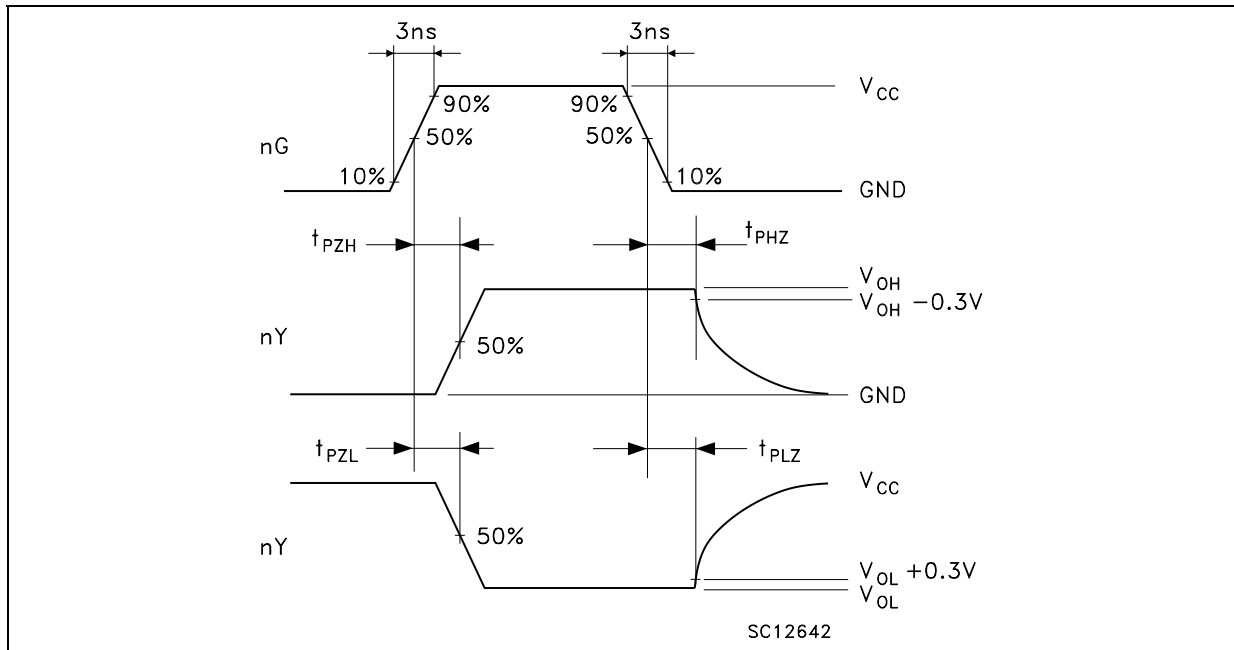 3ns 3ns
V_CC
90% 90%
nG 50% 50%
10% 10%
GND
t_PZH t_PHZ
V_OH
V_OH −0.3V
nY 50%
GND
t_PZL t_PLZ
V_CC
nY 50%
V_OL +0.3V
V_OL
SC12642